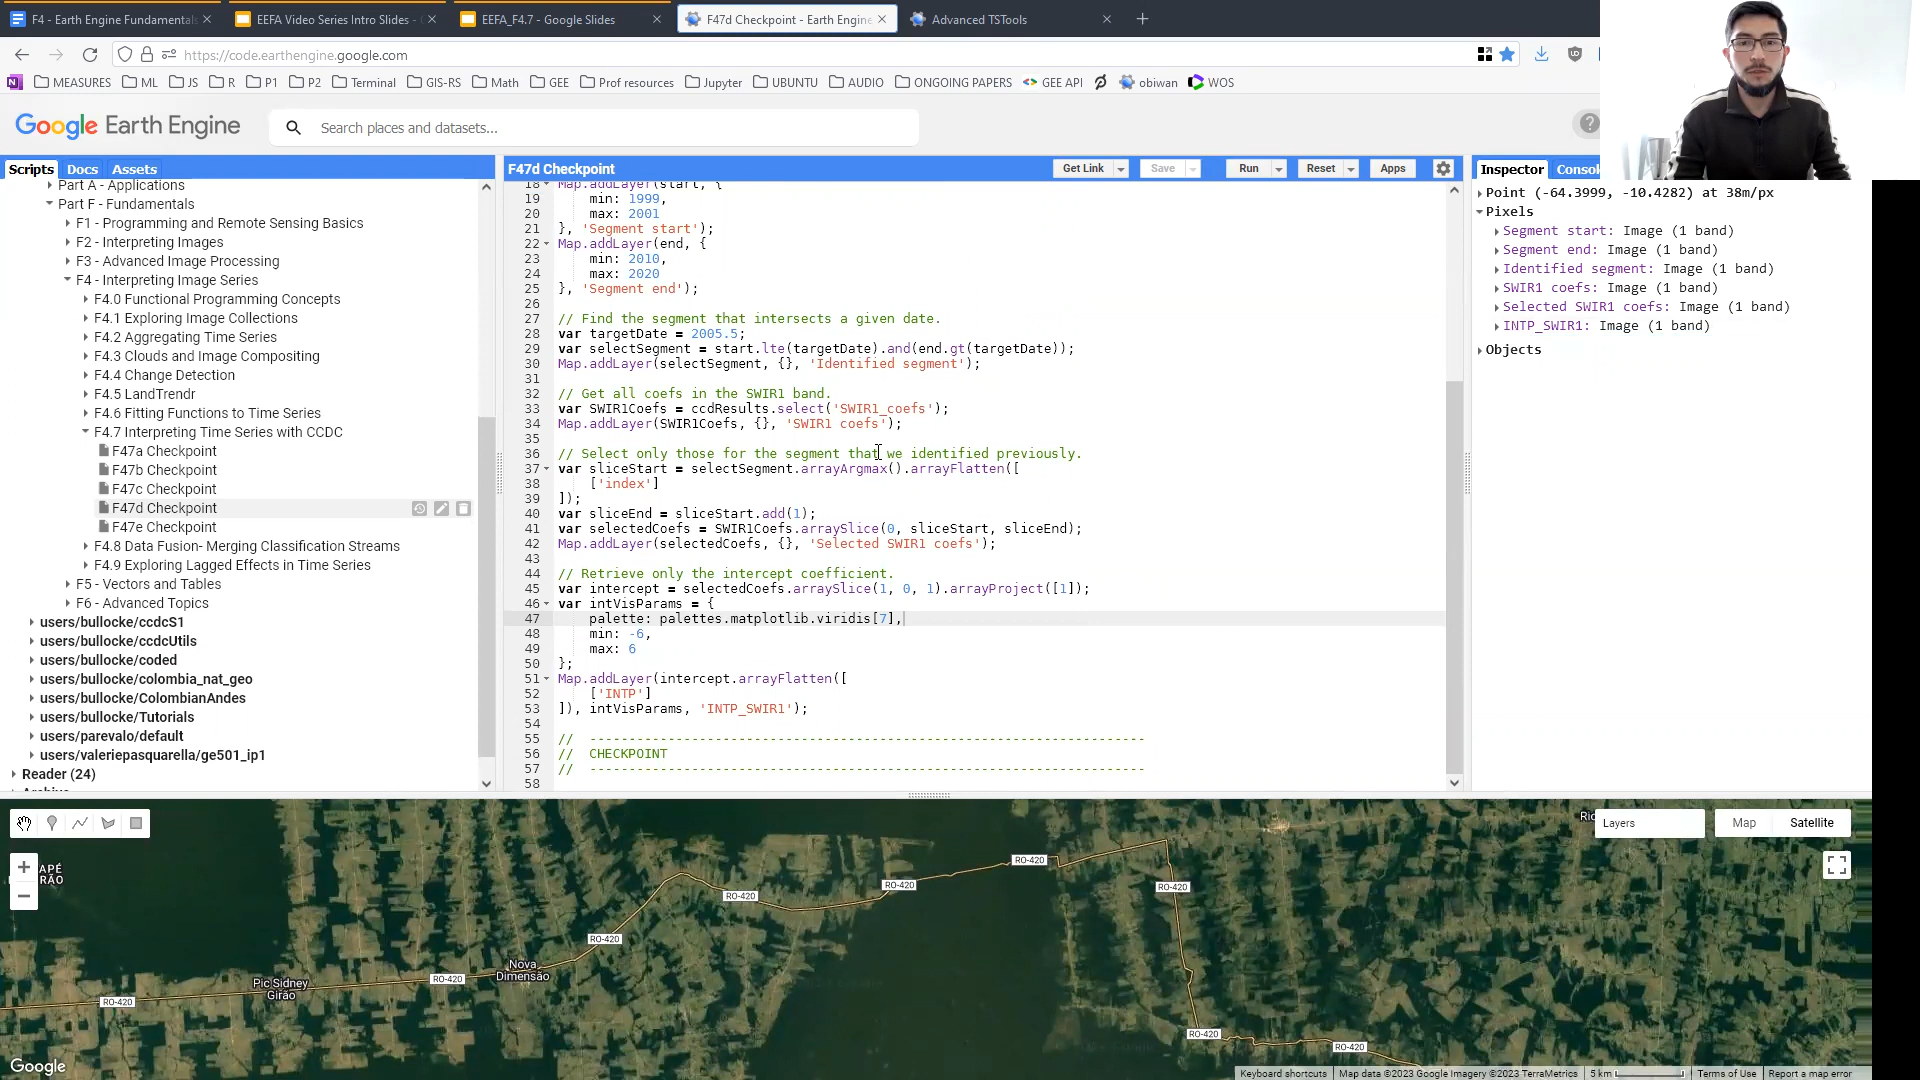 F4 - Earth Engine Fundamental
EEFA Video Series Intro Slides -
EEFA_F4.7 - Google Slides
F47d Checkpoint - Earth Engine
Advanced TSTools
https://code.earthengine.google.com
MEASURES
ML
JS
R
P1
P2
Terminal
GIS-RS
Math
GEE
Prof resources
Jupyter
UBUNTU
AUDIO
ONGOING PAPERS
GEE API
obiwan
WOS
Google Earth Engine
Search places and datasets...
Scripts
Docs
Assets
F47d Checkpoint
Get Link
Save
Run
Reset
Apps
Inspector
Consol
Part A - Applications
Part F - Fundamentals
F1 - Programming and Remote Sensing Basics
F2 - Interpreting Images
F3 - Advanced Image Processing
F4 - Interpreting Image Series
F4.0 Functional Programming Concepts
F4.1 Exploring Image Collections
F4.2 Aggregating Time Series
F4.3 Clouds and Image Compositing
F4.4 Change Detection
F4.5 LandTrendr
F4.6 Fitting Functions to Time Series
F4.7 Interpreting Time Series with CCDC
F47a Checkpoint
F47b Checkpoint
F47c Checkpoint
F47d Checkpoint
F47e Checkpoint
F4.8 Data Fusion- Merging Classification Streams
F4.9 Exploring Lagged Effects in Time Series
F5 - Vectors and Tables
F6 - Advanced Topics
users/bullocke/ccdcS1
users/bullocke/ccdcUtils
users/bullocke/coded
users/bullocke/colombia_nat_geo
users/bullocke/ColombianAndes
users/bullocke/Tutorials
users/parevalo/default
users/valeriepasquarella/ge501_ip1
Reader (24)
18 Map.addLayer(start, {
19 min: 1999,
20 max: 2001
21 }, 'Segment start');
22 Map.addLayer(end, {
23 min: 2010,
24 max: 2020
25 }, 'Segment end');
26
27 // Find the segment that intersects a given date.
28 var targetDate = 2005.5;
29 var selectSegment = start.lte(targetDate).and(end.gt(targetDate));
30 Map.addLayer(selectSegment, {}, 'Identified segment');
31
32 // Get all coefs in the SWIR1 band.
33 var SWIR1Coefs = ccdResults.select('SWIR1_coefs');
34 Map.addLayer(SWIR1Coefs, {}, 'SWIR1 coefs');
35
36 // Select only those for the segment that we identified previously.
37 var sliceStart = selectSegment.arrayArgmax().arrayFlatten([
38 ['index']
39 ]);
40 var sliceEnd = sliceStart.add(1);
41 var selectedCoefs = SWIR1Coefs.arraySlice(0, sliceStart, sliceEnd);
42 Map.addLayer(selectedCoefs, {}, 'Selected SWIR1 coefs');
43
44 // Retrieve only the intercept coefficient.
45 var intercept = selectedCoefs.arraySlice(1, 0, 1).arrayProject([1]);
46 var intVisParams = {
47 palette: palettes.matplotlib.viridis[7],
48 min: -6,
49 max: 6
50 };
51 Map.addLayer(intercept.arrayFlatten([
52 ['INTP']
53 ]), intVisParams, 'INTP_SWIR1');
54
55 // -----------------------------------------------------------------------
56 // CHECKPOINT
57 // -----------------------------------------------------------------------
58
Point (-64.3999, -10.4282) at 38m/px
Pixels
Segment start: Image (1 band)
Segment end: Image (1 band)
Identified segment: Image (1 band)
SWIR1 coefs: Image (1 band)
Selected SWIR1 coefs: Image (1 band)
INTP_SWIR1: Image (1 band)
Objects
Layers
Map
Satellite
RO-420
RO-420
RO-420
RO-420
RO-420
RO-420
RO-420
RO-420
RO-420
Nova
Dimensão
Pic Sidney
Girão
Google
Keyboard shortcuts
Map data ©2023 Google Imagery ©2023 TerraMetrics
5 km
Terms of Use
Report a map error